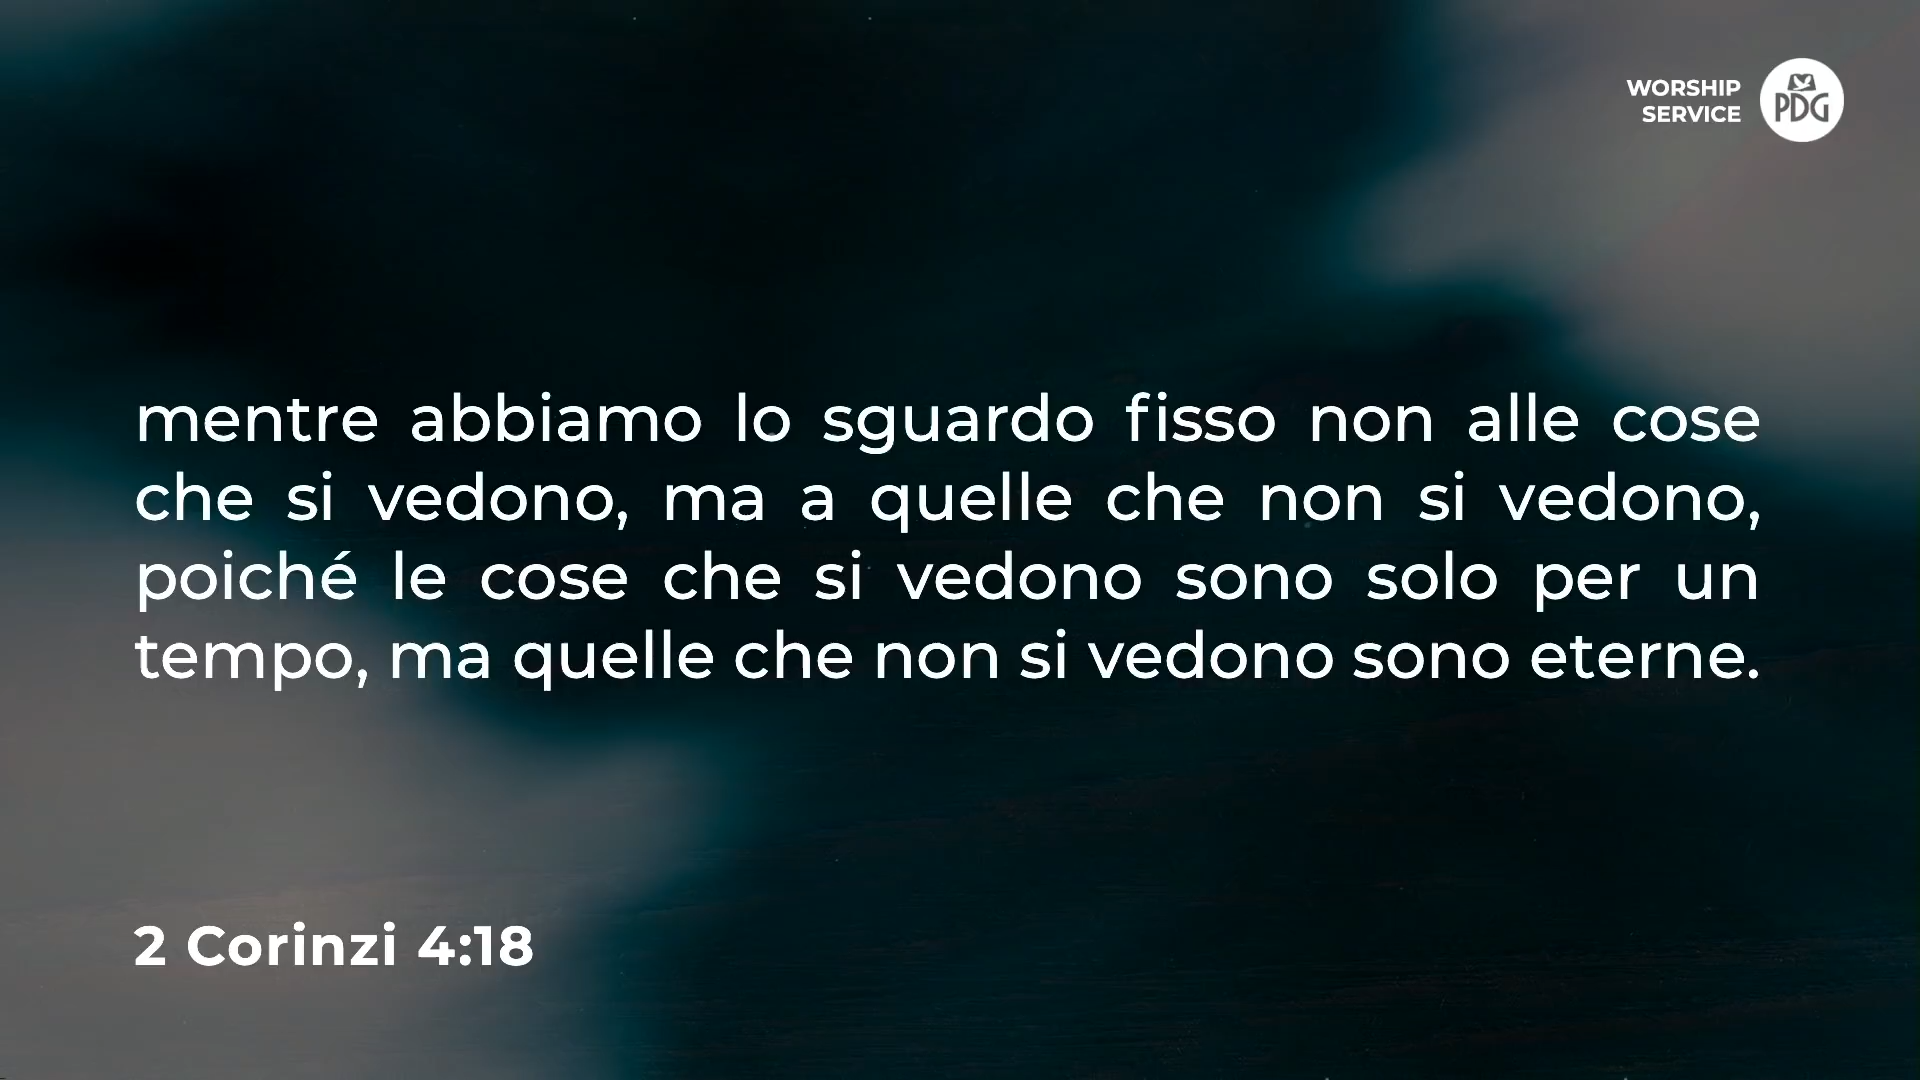 WORSHIP
SERVICE
PDG
mentre abbiamo lo sguardo fisso non alle cose
che si vedono, ma a quelle che non si vedono,
poiché le cose che si vedono sono solo per un
tempo, ma quelle che non si vedono sono eterne.
2 Corinzi 4:18